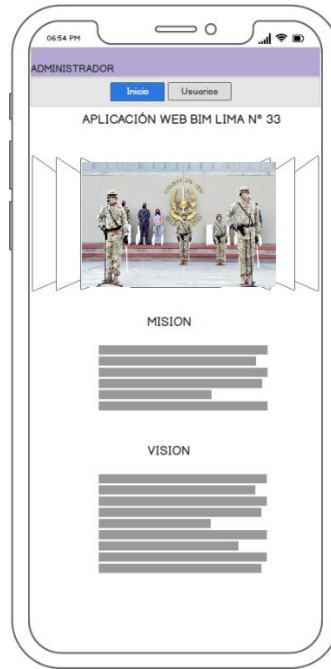 06:54 PM
ADMINISTRADOR
Inicio Usuarios
APLICACIÓN WEB BIM LIMA Nº 33
MISION
VISION